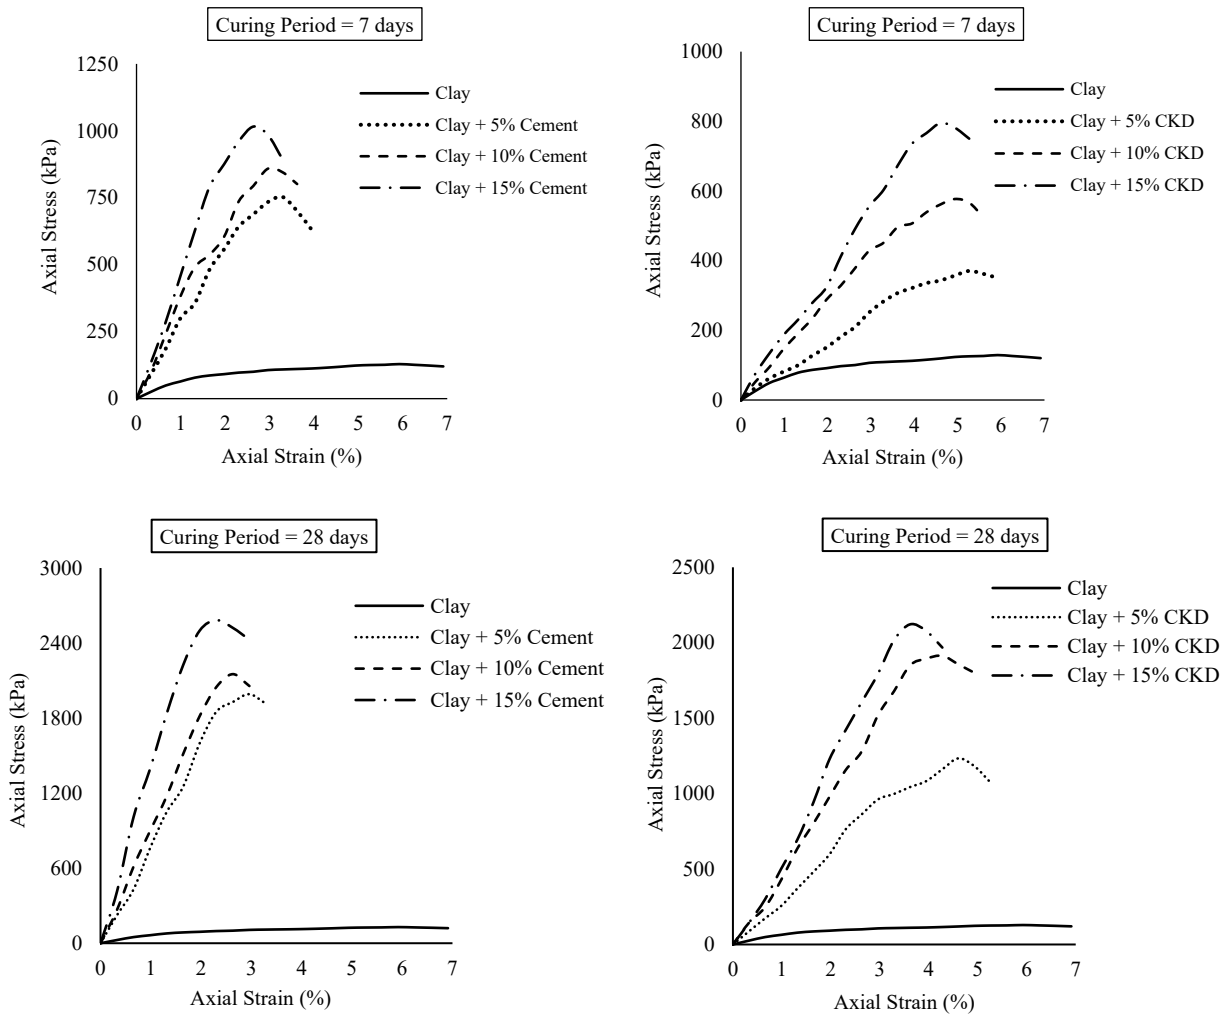 Curing Period = 7 days
1250
1000
750
500
250
0
0 1 2 3 4 5 6 7
Axial Stress (kPa)
Axial Strain (%)
Clay
Clay + 5% Cement
Clay + 10% Cement
Clay + 15% Cement
Curing Period = 7 days
1000
800
600
400
200
0
0 1 2 3 4 5 6 7
Axial Stress (kPa)
Axial Strain (%)
Clay
Clay + 5% CKD
Clay + 10% CKD
Clay + 15% CKD
Curing Period = 28 days
3000
2400
1800
1200
600
0
0 1 2 3 4 5 6 7
Axial Stress (kPa)
Axial Strain (%)
Clay
Clay + 5% Cement
Clay + 10% Cement
Clay + 15% Cement
Curing Period = 28 days
2500
2000
1500
1000
500
0
0 1 2 3 4 5 6 7
Axial Stress (kPa)
Axial Strain (%)
Clay
Clay + 5% CKD
Clay + 10% CKD
Clay + 15% CKD